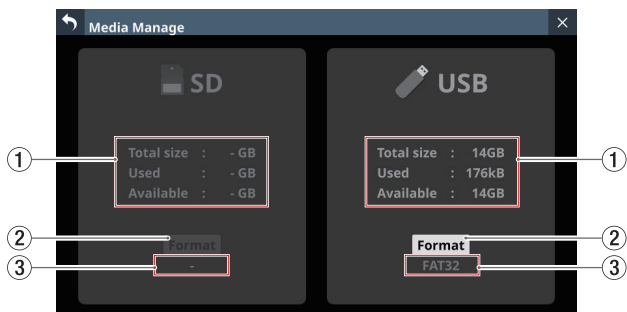 Media Manage ×
SD
USB
① Total size : - GB
Used : - GB
Available : - GB
Total size : 14GB ①
Used : 176kB
Available : 14GB
② Format
Format ②
③ -
FAT32 ③